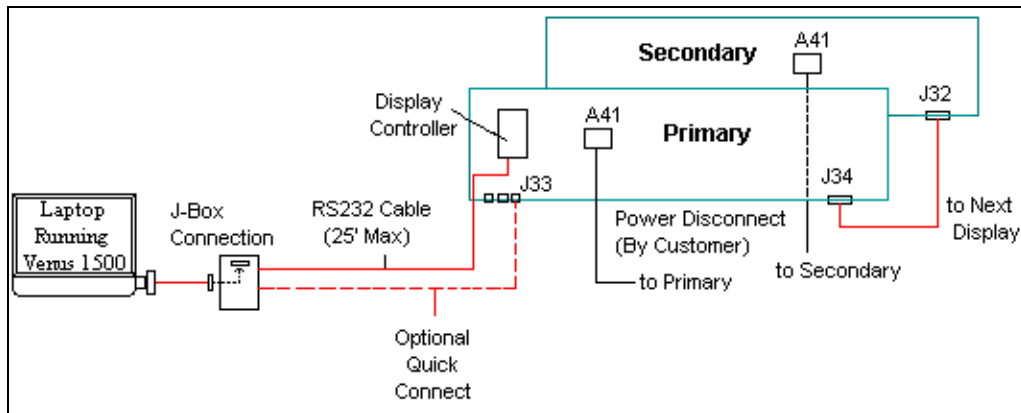 Secondary
A41
J32
Display
Controller
A41
Primary
J33
J34
Laptop
Running
Venus 1500
J-Box
Connection
RS232 Cable
(25' Max)
Power Disconnect
(By Customer)
to Next
Display
to Primary
to Secondary
Optional
Quick
Connect